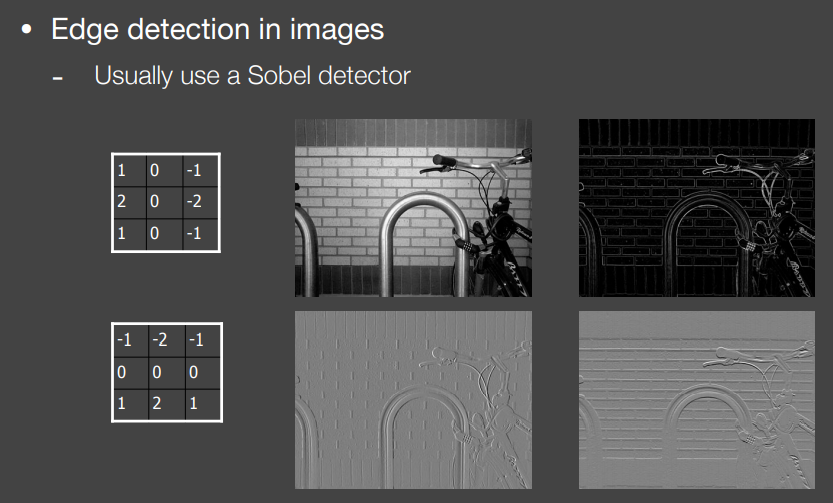 • Edge detection in images
- Usually use a Sobel detector
1 0 -1
2 0 -2
1 0 -1
-1 -2 -1
0 0 0
1 2 1